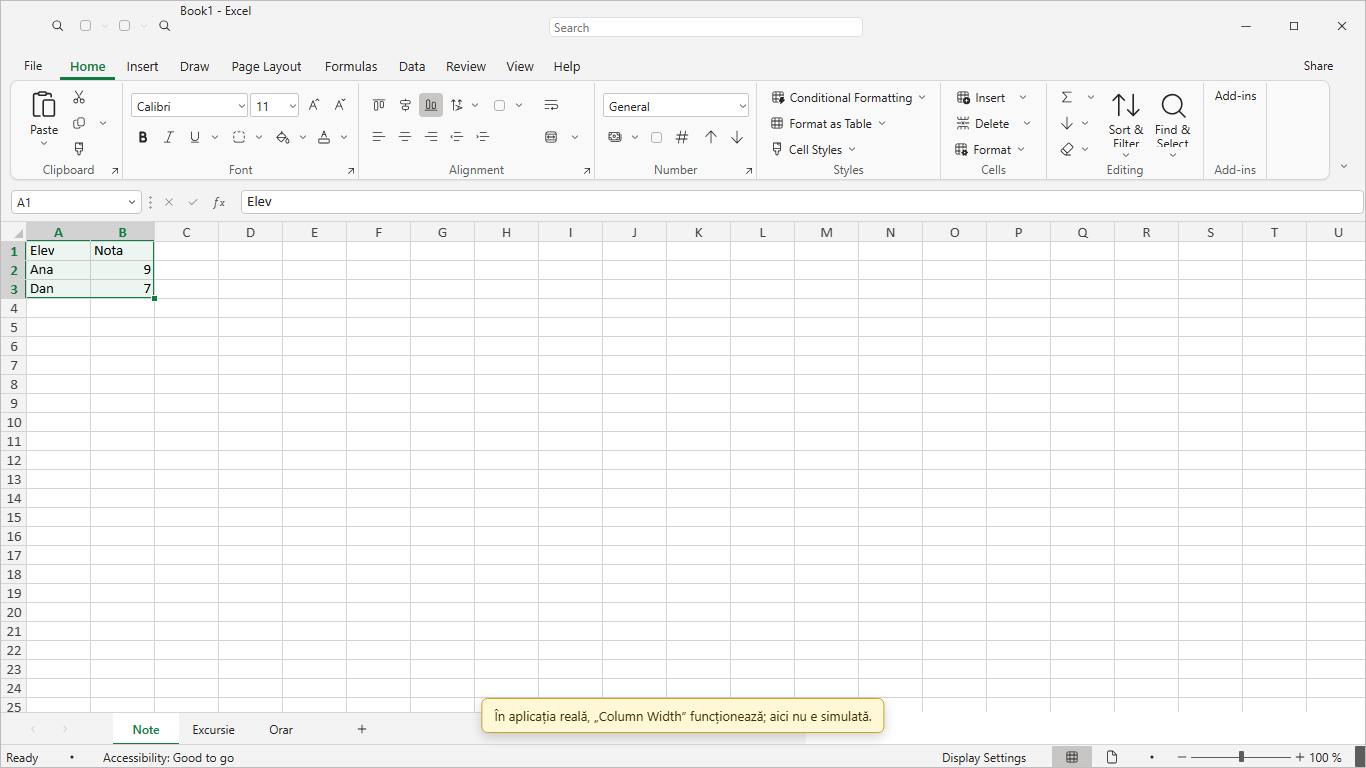 Book1 - Excel
Search
File Home Insert Draw Page Layout Formulas Data Review View Help Share
Paste
Clipboard
Calibri 11
B I U
Font
Alignment
General
Number
Conditional Formatting
Format as Table
Cell Styles
Styles
Insert
Delete
Format
Cells
Sort &
Filter
Find &
Select
Editing
Add-ins
Add-ins
A1 fx Elev
A B C D E F G H I J K L M N O P Q R S T U
1 Elev Nota
2 Ana 9
3 Dan 7
4
5
6
7
8
9
10
11
12
13
14
15
16
17
18
19
20
21
22
23
24
25
În aplicația reală, „Column Width” funcționează; aici nu e simulată.
Note Excursie Orar
Ready Accessibility: Good to go Display Settings 100 %